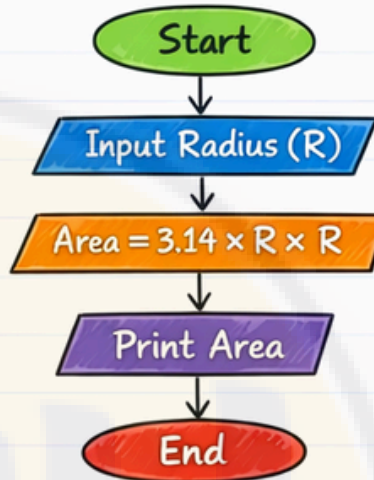 Start
Input Radius (R)
Area = 3.14 × R × R
Print Area
End